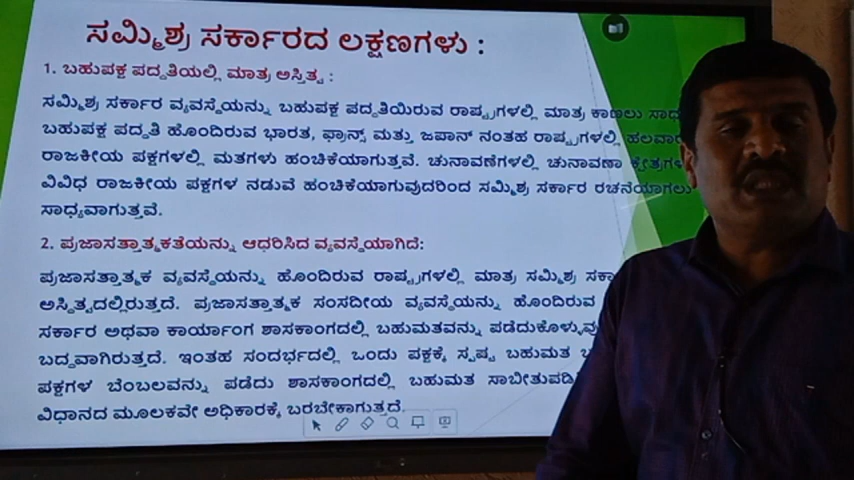 ಸಮ್ಮಿಶ್ರ ಸರ್ಕಾರದ ಲಕ್ಷಣಗಳು :
1. ಬಹುಪಕ್ಷ ಪದ್ಧತಿಯಲ್ಲಿ ಮಾತ್ರ ಅಸ್ತಿತ್ವ :
ಸಮ್ಮಿಶ್ರ ಸರ್ಕಾರ ವ್ಯವಸ್ಥೆಯನ್ನು ಬಹುಪಕ್ಷ ಪದ್ಧತಿಯಿರುವ ರಾಷ್ಟ್ರಗಳಲ್ಲಿ ಮಾತ್ರ ಕಾಣಲು
ಬಹುಪಕ್ಷ ಪದ್ಧತಿ ಹೊಂದಿರುವ ಭಾರತ, ಫ್ರಾನ್ಸ್ ಮತ್ತು ಜಪಾನ್ ನಂತಹ ರಾಷ್ಟ್ರಗಳಲ್ಲಿ
ರಾಜಕೀಯ ಪಕ್ಷಗಳಲ್ಲಿ ಮತಗಳು ಹಂಚಿಕೆಯಾಗುತ್ತವೆ. ಚುನಾವಣೆಗಳಲ್ಲಿ ಚುನಾವಣಾ
ವಿವಿಧ ರಾಜಕೀಯ ಪಕ್ಷಗಳ ನಡುವೆ ಹಂಚಿಕೆಯಾಗುವುದರಿಂದ ಸಮ್ಮಿಶ್ರ ಸರ್ಕಾರ ರಚನೆಯಾಗಲು
ಸಾಧ್ಯವಾಗುತ್ತವೆ.
2. ಪ್ರಜಾಸತ್ತಾತ್ಮಕತೆಯನ್ನು ಆಧರಿಸಿದ ವ್ಯವಸ್ಥೆಯಾಗಿದೆ:
ಪ್ರಜಾಸತ್ತಾತ್ಮಕ ವ್ಯವಸ್ಥೆಯನ್ನು ಹೊಂದಿರುವ ರಾಷ್ಟ್ರಗಳಲ್ಲಿ ಮಾತ್ರ ಸಮ್ಮಿಶ್ರ
ಅಸ್ತಿತ್ವದಲ್ಲಿರುತ್ತದೆ. ಪ್ರಜಾಸತ್ತಾತ್ಮಕ ಸಂಸದೀಯ ವ್ಯವಸ್ಥೆಯನ್ನು ಹೊಂದಿರುವ
ಸರ್ಕಾರ ಅಥವಾ ಕಾರ್ಯಾಂಗ ಶಾಸಕಾಂಗದಲ್ಲಿ ಬಹುಮತವನ್ನು
ಬದ್ಧವಾಗಿರುತ್ತದೆ. ಇಂತಹ ಸಂದರ್ಭದಲ್ಲಿ ಒಂದು ಪಕ್ಷಕ್ಕೆ ಸ್ಪಷ್ಟ ಬಹುಮತ
ಪಕ್ಷಗಳ ಬೆಂಬಲವನ್ನು ಪಡೆದು ಶಾಸಕಾಂಗದಲ್ಲಿ ಬಹುಮತ
ವಿಧಾನದ ಮೂಲಕವೇ ಅಧಿಕಾರಕ್ಕೆ ಬರಬೇಕಾಗುತ್ತದೆ.